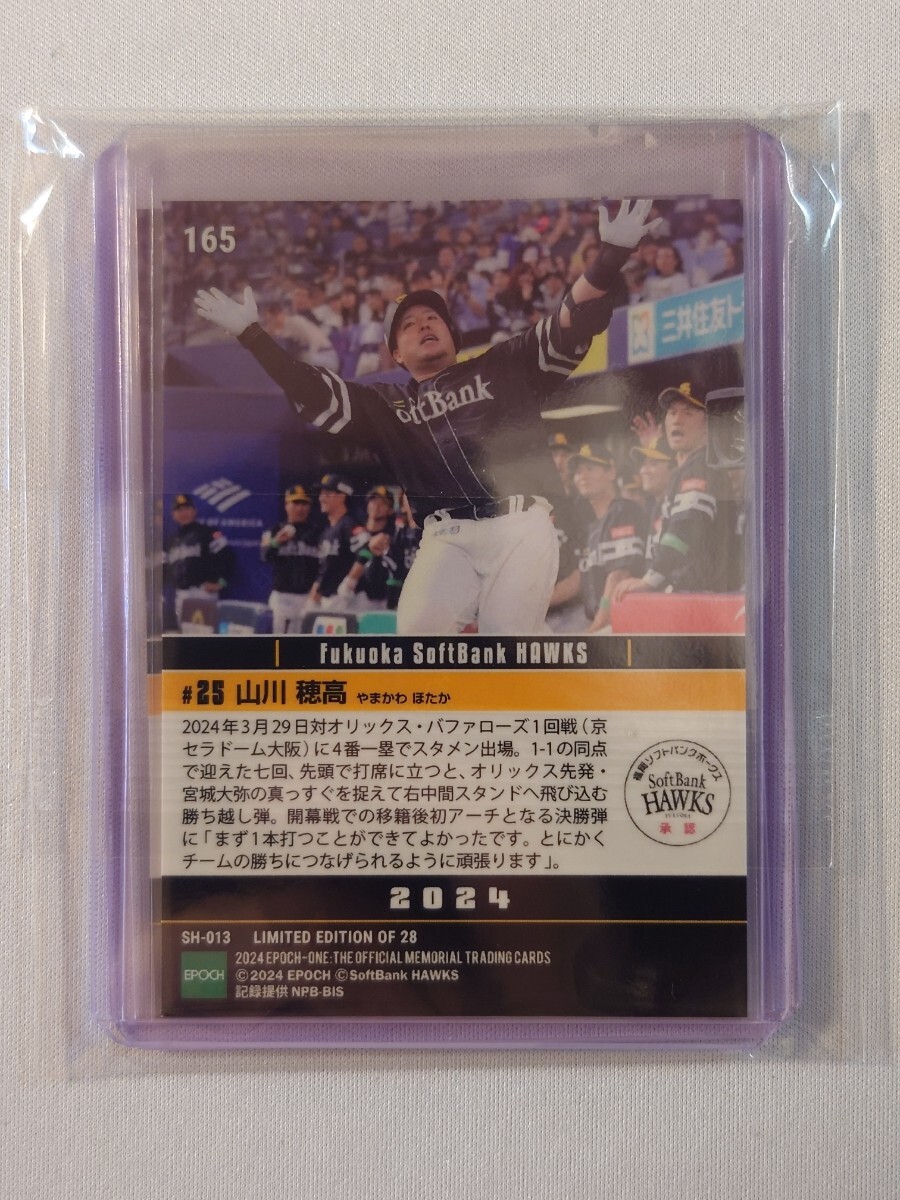 165
三井住友ト
SoftBank
OF AMERICA
Fukuoka SoftBank HAWKS
#25 山川 穂高 やまかわ ほたか
2024年3月29日対オリックス・バファローズ1回戦（京
セラドーム大阪）に4番一塁でスタメン出場。1-1の同点
で迎えた七回、先頭で打席に立つと、オリックス先発・
宮城大弥の真っすぐを捉えて右中間スタンドへ飛び込む
勝ち越し弾。開幕戦での移籍後初アーチとなる決勝弾
に「まず1本打つことができてよかったです。とにかく
チームの勝ちにつなげられるように頑張ります」。
福岡ソフトバンクホークス
SoftBank
HAWKS
承認
2024
SH-013 LIMITED EDITION OF 28
EPOCH
2024 EPOCH-ONE:THE OFFICIAL MEMORIAL TRADING CARDS
©2024 EPOCH ©SoftBank HAWKS
記録提供 NPB-BIS